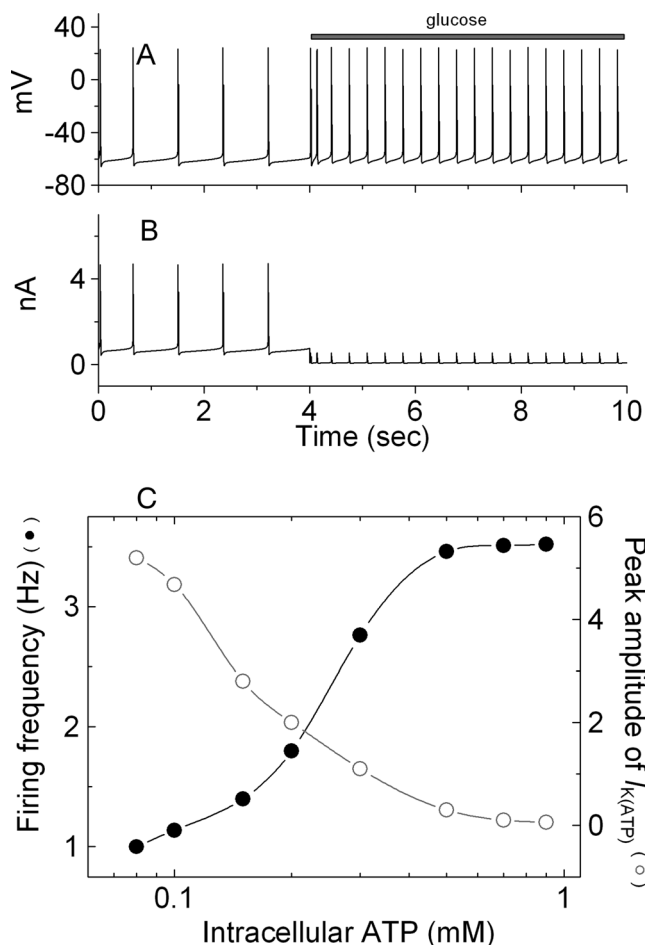 glucose
40
A
0
-40
-80
mV
B
4
0
nA
0 2 4 6 8 10
Time (sec)
C
3
2
1
Firing frequency (Hz) (●)
6
4
2
0
Peak amplitude of IK(ATP) (○)
0.1 1
Intracellular ATP (mM)